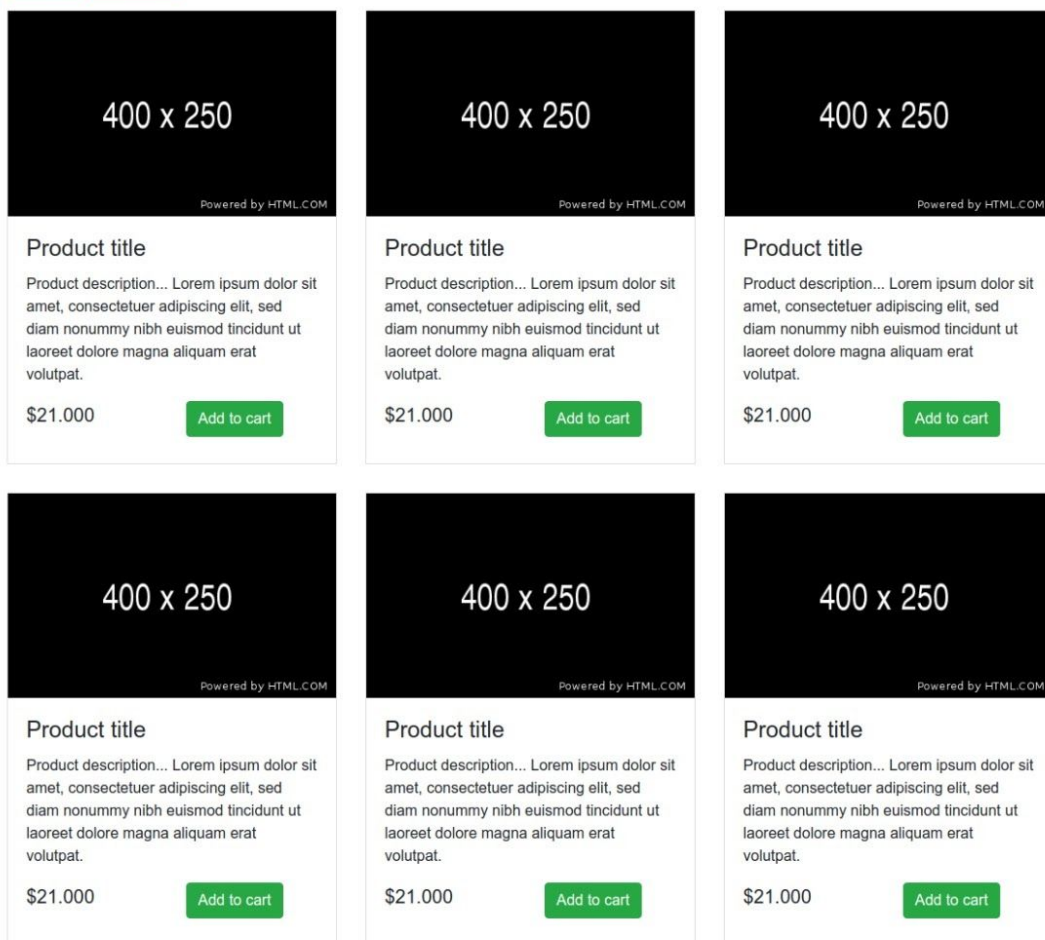 400 x 250
Powered by HTML.COM
Product title
Product description... Lorem ipsum dolor sit
amet, consectetuer adipiscing elit, sed
diam nonummy nibh euismod tincidunt ut
laoreet dolore magna aliquam erat
volutpat.
$21.000
Add to cart
400 x 250
Powered by HTML.COM
Product title
Product description... Lorem ipsum dolor sit
amet, consectetuer adipiscing elit, sed
diam nonummy nibh euismod tincidunt ut
laoreet dolore magna aliquam erat
volutpat.
$21.000
Add to cart
400 x 250
Powered by HTML.COM
Product title
Product description... Lorem ipsum dolor sit
amet, consectetuer adipiscing elit, sed
diam nonummy nibh euismod tincidunt ut
laoreet dolore magna aliquam erat
volutpat.
$21.000
Add to cart
400 x 250
Powered by HTML.COM
Product title
Product description... Lorem ipsum dolor sit
amet, consectetuer adipiscing elit, sed
diam nonummy nibh euismod tincidunt ut
laoreet dolore magna aliquam erat
volutpat.
$21.000
Add to cart
400 x 250
Powered by HTML.COM
Product title
Product description... Lorem ipsum dolor sit
amet, consectetuer adipiscing elit, sed
diam nonummy nibh euismod tincidunt ut
laoreet dolore magna aliquam erat
volutpat.
$21.000
Add to cart
400 x 250
Powered by HTML.COM
Product title
Product description... Lorem ipsum dolor sit
amet, consectetuer adipiscing elit, sed
diam nonummy nibh euismod tincidunt ut
laoreet dolore magna aliquam erat
volutpat.
$21.000
Add to cart